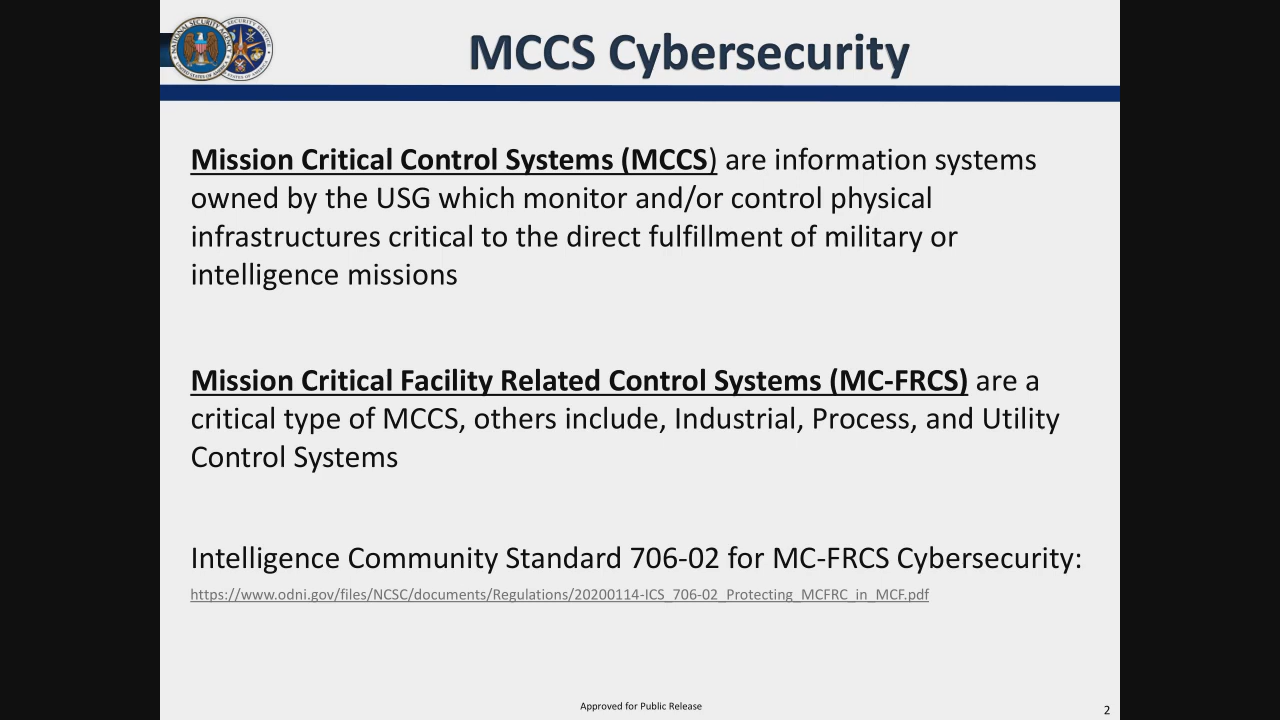 MCCS Cybersecurity
Mission Critical Control Systems (MCCS) are information systems
owned by the USG which monitor and/or control physical
infrastructures critical to the direct fulfillment of military or
intelligence missions
Mission Critical Facility Related Control Systems (MC-FRCS) are a
critical type of MCCS, others include, Industrial, Process, and Utility
Control Systems
Intelligence Community Standard 706-02 for MC-FRCS Cybersecurity:
https://www.odni.gov/files/NCSC/documents/Regulations/20200114-ICS_706-02_Protecting_MCFRC_in_MCF.pdf
Approved for Public Release
2